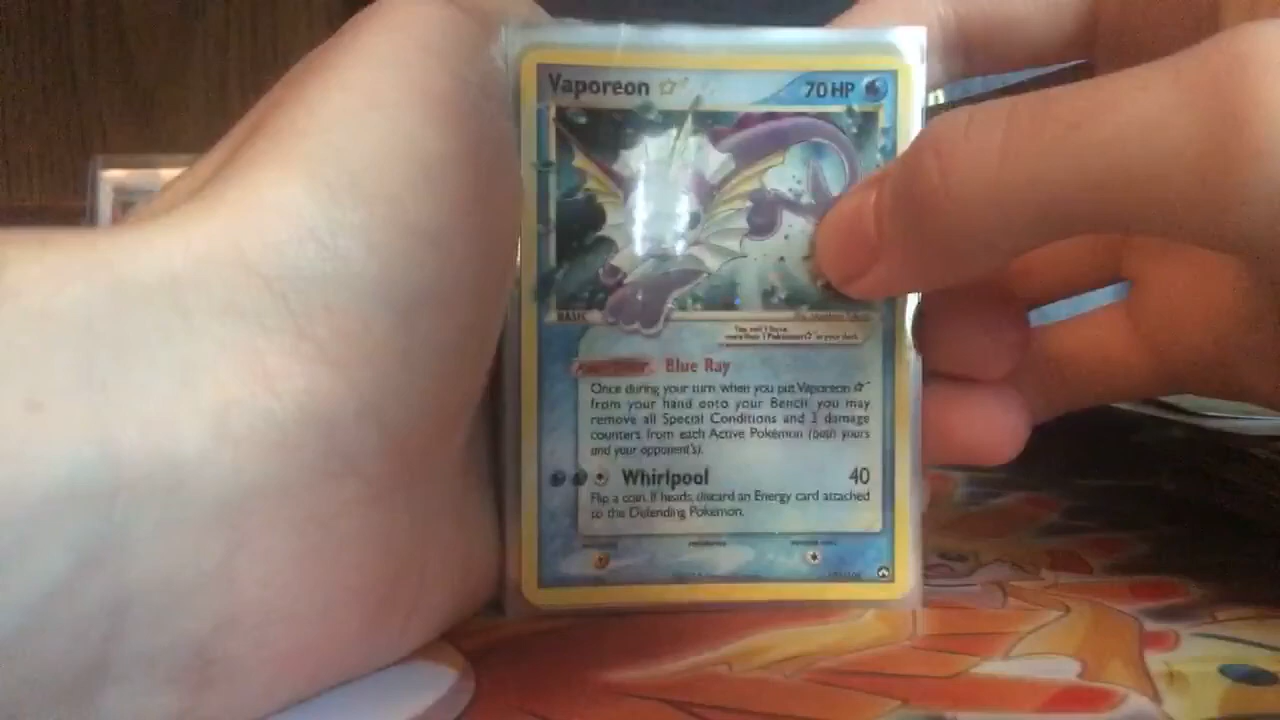 Vaporeon ☆ 70 HP
BASIC
You can't have
more than 1 Pokémon ☆ in your deck.
Blue Ray
Once during your turn when you put Vaporeon ☆
from your hand onto your Bench, you may
remove all Special Conditions and 3 damage
counters from each Active Pokémon (both yours
and your opponent's).
Whirlpool 40
Flip a coin. If heads, discard an Energy card attached
to the Defending Pokémon.